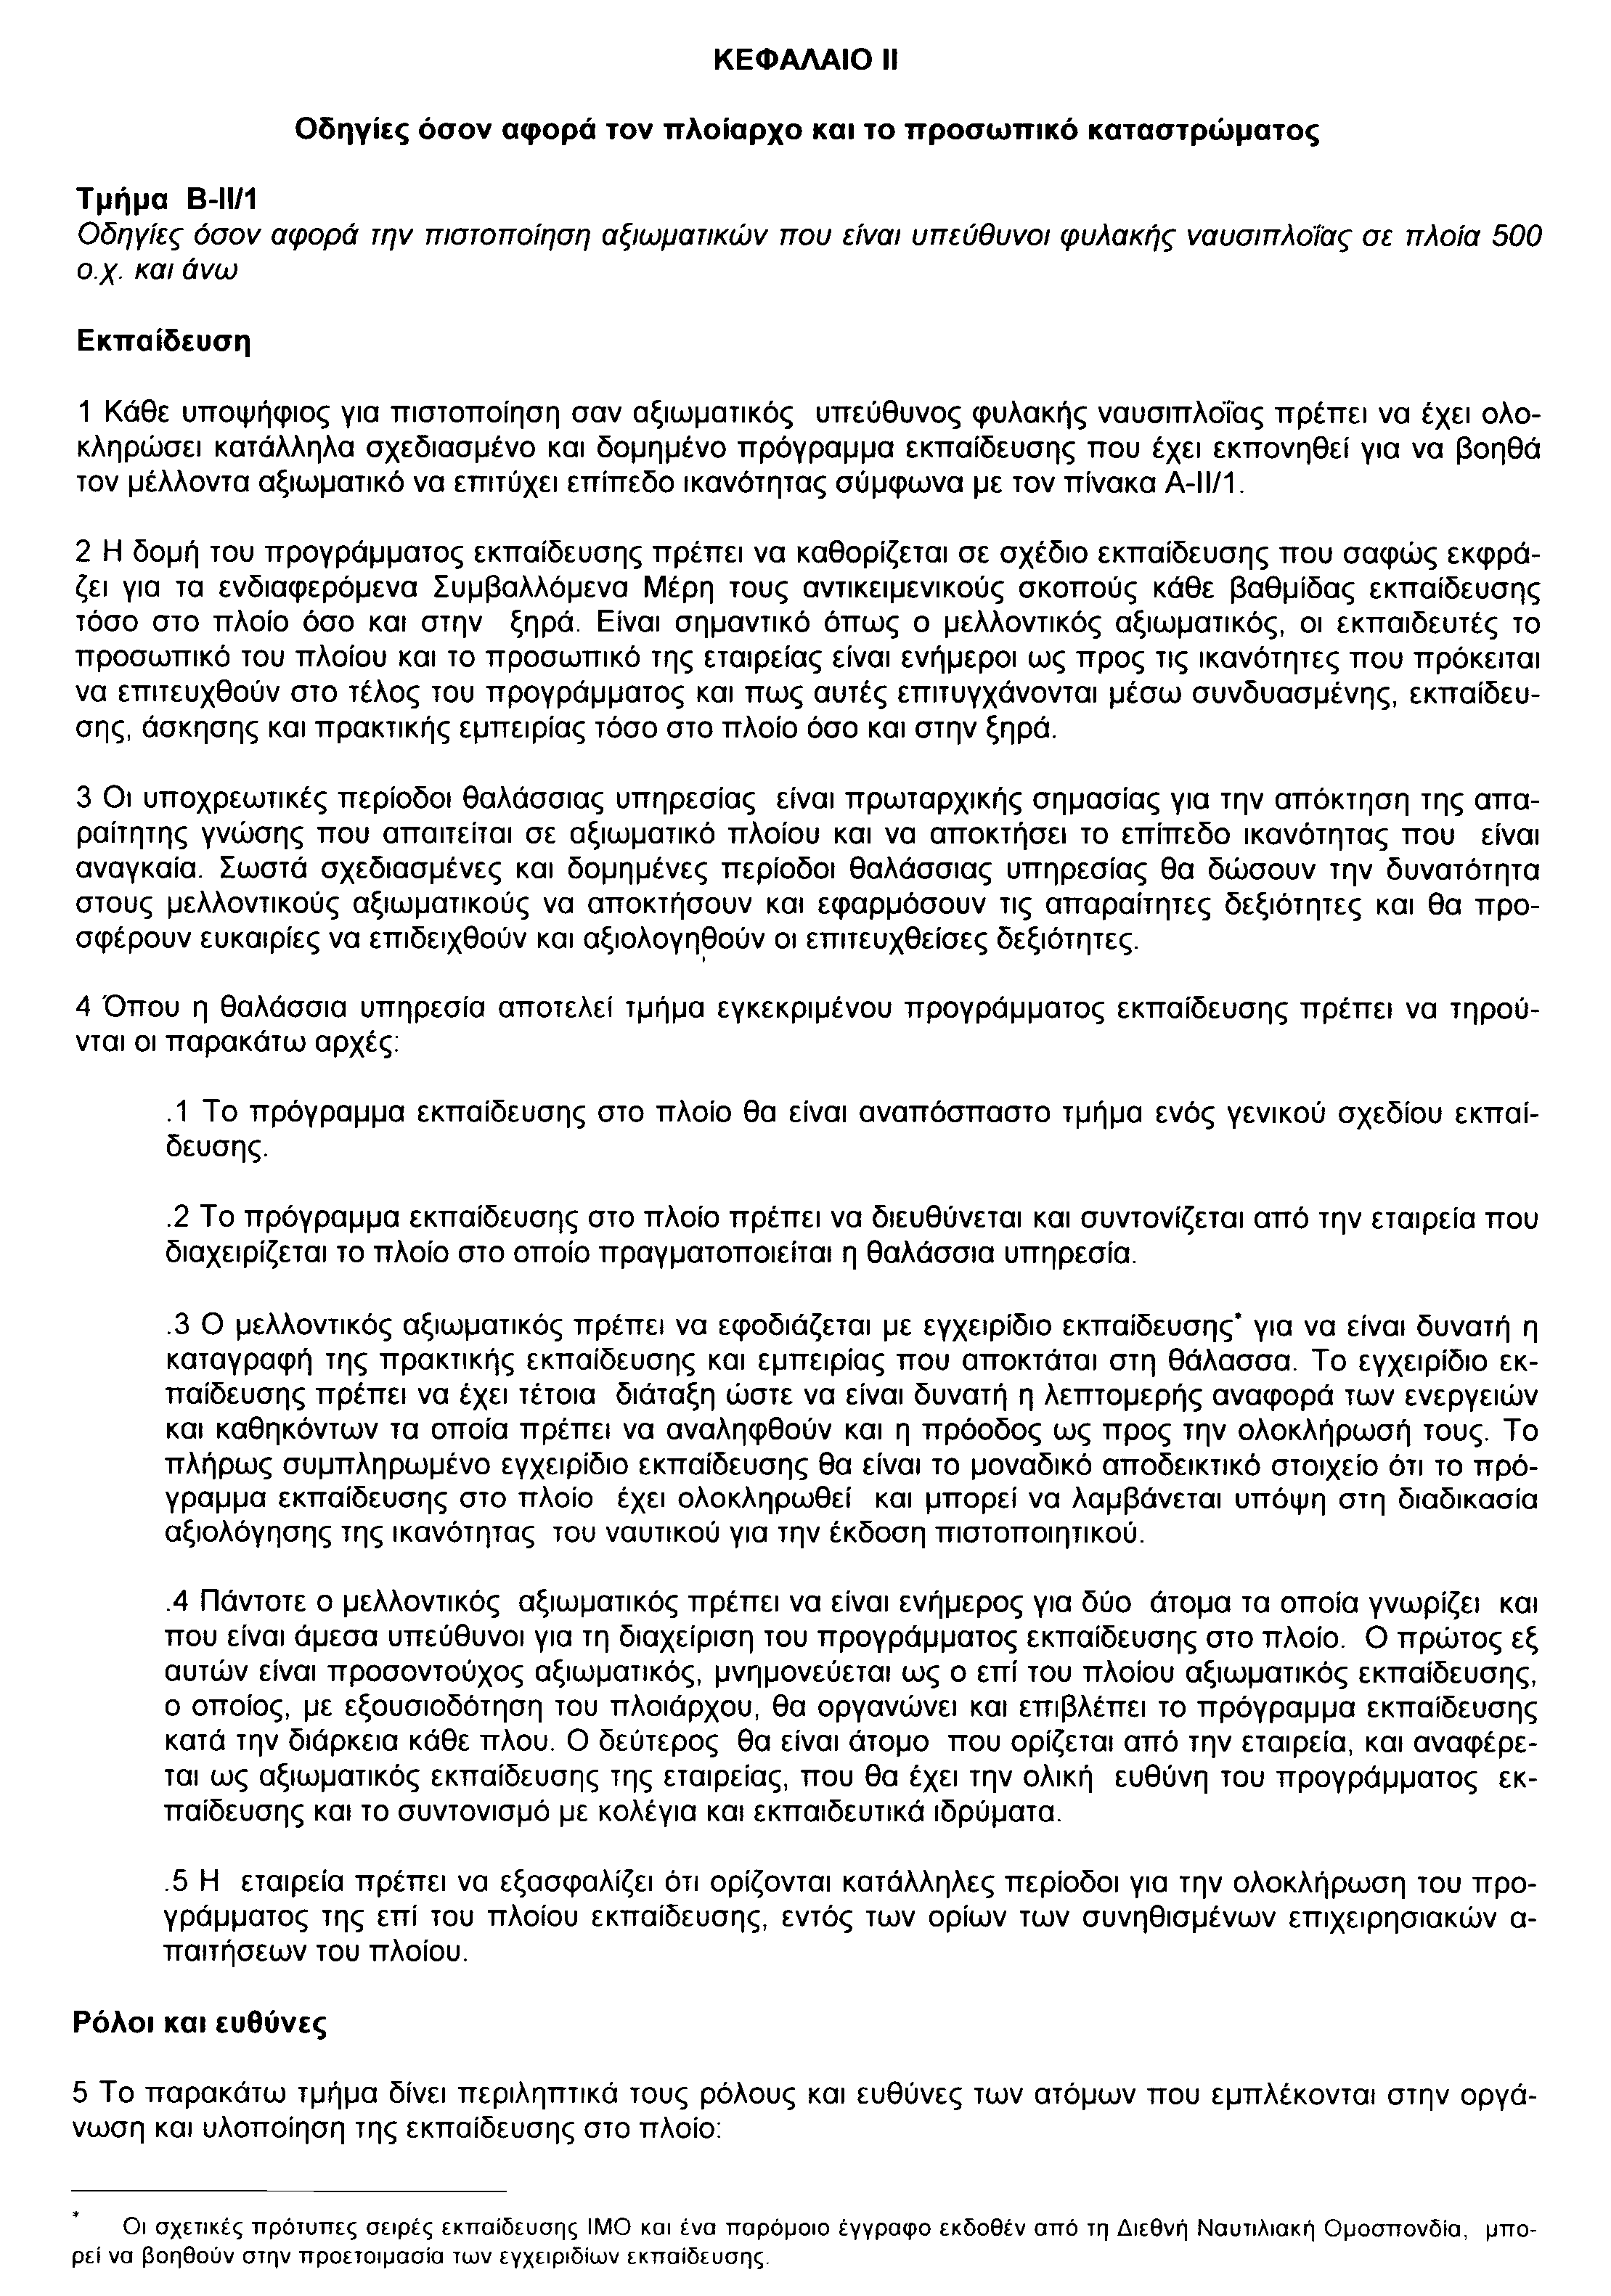 ΚΕΦΑΛΑΙΟ ΙΙ
Οδηγίες όσον αφορά τον πλοίαρχο και το προσωπικό καταστρώματος
Τμήμα Β-ΙΙ/1
Οδηγίες όσον αφορά την πιστοποίηση αξιωματικών που είναι υπεύθυνοι φυλακής ναυσιπλοΐας σε πλοία 500
ο.χ. και άνω
Εκπαίδευση
1 Κάθε υποψήφιος για πιστοποίηση σαν αξιωματικός υπεύθυνος φυλακής ναυσιπλοΐας πρέπει να έχει ολο-
κληρώσει κατάλληλα σχεδιασμένο και δομημένο πρόγραμμα εκπαίδευσης που έχει εκπονηθεί για να βοηθά
τον μέλλοντα αξιωματικό να επιτύχει επίπεδο ικανότητας σύμφωνα με τον πίνακα Α-ΙΙ/1.
2 Η δομή του προγράμματος εκπαίδευσης πρέπει να καθορίζεται σε σχέδιο εκπαίδευσης που σαφώς εκφρά-
ζει για τα ενδιαφερόμενα Συμβαλλόμενα Μέρη τους αντικειμενικούς σκοπούς κάθε βαθμίδας εκπαίδευσης
τόσο στο πλοίο όσο και στην ξηρά. Είναι σημαντικό όπως ο μελλοντικός αξιωματικός, οι εκπαιδευτές το
προσωπικό του πλοίου και το προσωπικό της εταιρείας είναι ενήμεροι ως προς τις ικανότητες που πρόκειται
να επιτευχθούν στο τέλος του προγράμματος και πως αυτές επιτυγχάνονται μέσω συνδυασμένης, εκπαίδευ-
σης, άσκησης και πρακτικής εμπειρίας τόσο στο πλοίο όσο και στην ξηρά.
3 Οι υποχρεωτικές περίοδοι θαλάσσιας υπηρεσίας είναι πρωταρχικής σημασίας για την απόκτηση της απα-
ραίτητης γνώσης που απαιτείται σε αξιωματικό πλοίου και να αποκτήσει το επίπεδο ικανότητας που είναι
αναγκαία. Σωστά σχεδιασμένες και δομημένες περίοδοι θαλάσσιας υπηρεσίας θα δώσουν την δυνατότητα
στους μελλοντικούς αξιωματικούς να αποκτήσουν και εφαρμόσουν τις απαραίτητες δεξιότητες και θα προ-
σφέρουν ευκαιρίες να επιδειχθούν και αξιολογηθούν οι επιτευχθείσες δεξιότητες.
4 Όπου η θαλάσσια υπηρεσία αποτελεί τμήμα εγκεκριμένου προγράμματος εκπαίδευσης πρέπει να τηρού-
νται οι παρακάτω αρχές:
.1 Το πρόγραμμα εκπαίδευσης στο πλοίο θα είναι αναπόσπαστο τμήμα ενός γενικού σχεδίου εκπαί-
δευσης.
.2 Το πρόγραμμα εκπαίδευσης στο πλοίο πρέπει να διευθύνεται και συντονίζεται από την εταιρεία που
διαχειρίζεται το πλοίο στο οποίο πραγματοποιείται η θαλάσσια υπηρεσία.
.3 Ο μελλοντικός αξιωματικός πρέπει να εφοδιάζεται με εγχειρίδιο εκπαίδευσης* για να είναι δυνατή η
καταγραφή της πρακτικής εκπαίδευσης και εμπειρίας που αποκτάται στη θάλασσα. Το εγχειρίδιο εκ-
παίδευσης πρέπει να έχει τέτοια διάταξη ώστε να είναι δυνατή η λεπτομερής αναφορά των ενεργειών
και καθηκόντων τα οποία πρέπει να αναληφθούν και η πρόοδος ως προς την ολοκλήρωσή τους. Το
πλήρως συμπληρωμένο εγχειρίδιο εκπαίδευσης θα είναι το μοναδικό αποδεικτικό στοιχείο ότι το πρό-
γραμμα εκπαίδευσης στο πλοίο έχει ολοκληρωθεί και μπορεί να λαμβάνεται υπόψη στη διαδικασία
αξιολόγησης της ικανότητας του ναυτικού για την έκδοση πιστοποιητικού.
.4 Πάντοτε ο μελλοντικός αξιωματικός πρέπει να είναι ενήμερος για δύο άτομα τα οποία γνωρίζει και
που είναι άμεσα υπεύθυνοι για τη διαχείριση του προγράμματος εκπαίδευσης στο πλοίο. Ο πρώτος εξ
αυτών είναι προσοντούχος αξιωματικός, μνημονεύεται ως ο επί του πλοίου αξιωματικός εκπαίδευσης,
ο οποίος, με εξουσιοδότηση του πλοιάρχου, θα οργανώνει και επιβλέπει το πρόγραμμα εκπαίδευσης
κατά την διάρκεια κάθε πλου. Ο δεύτερος θα είναι άτομο που ορίζεται από την εταιρεία, και αναφέρε-
ται ως αξιωματικός εκπαίδευσης της εταιρείας, που θα έχει την ολική ευθύνη του προγράμματος εκ-
παίδευσης και το συντονισμό με κολέγια και εκπαιδευτικά ιδρύματα.
.5 Η εταιρεία πρέπει να εξασφαλίζει ότι ορίζονται κατάλληλες περίοδοι για την ολοκλήρωση του προ-
γράμματος της επί του πλοίου εκπαίδευσης, εντός των ορίων των συνηθισμένων επιχειρησιακών α-
παιτήσεων του πλοίου.
Ρόλοι και ευθύνες
5 Το παρακάτω τμήμα δίνει περιληπτικά τους ρόλους και ευθύνες των ατόμων που εμπλέκονται στην οργά-
νωση και υλοποίηση της εκπαίδευσης στο πλοίο:
* Οι σχετικές πρότυπες σειρές εκπαίδευσης ΙΜΟ και ένα παρόμοιο έγγραφο εκδοθέν από τη Διεθνή Ναυτιλιακή Ομοσπονδία, μπο-
ρεί να βοηθούν στην προετοιμασία των εγχειριδίων εκπαίδευσης.